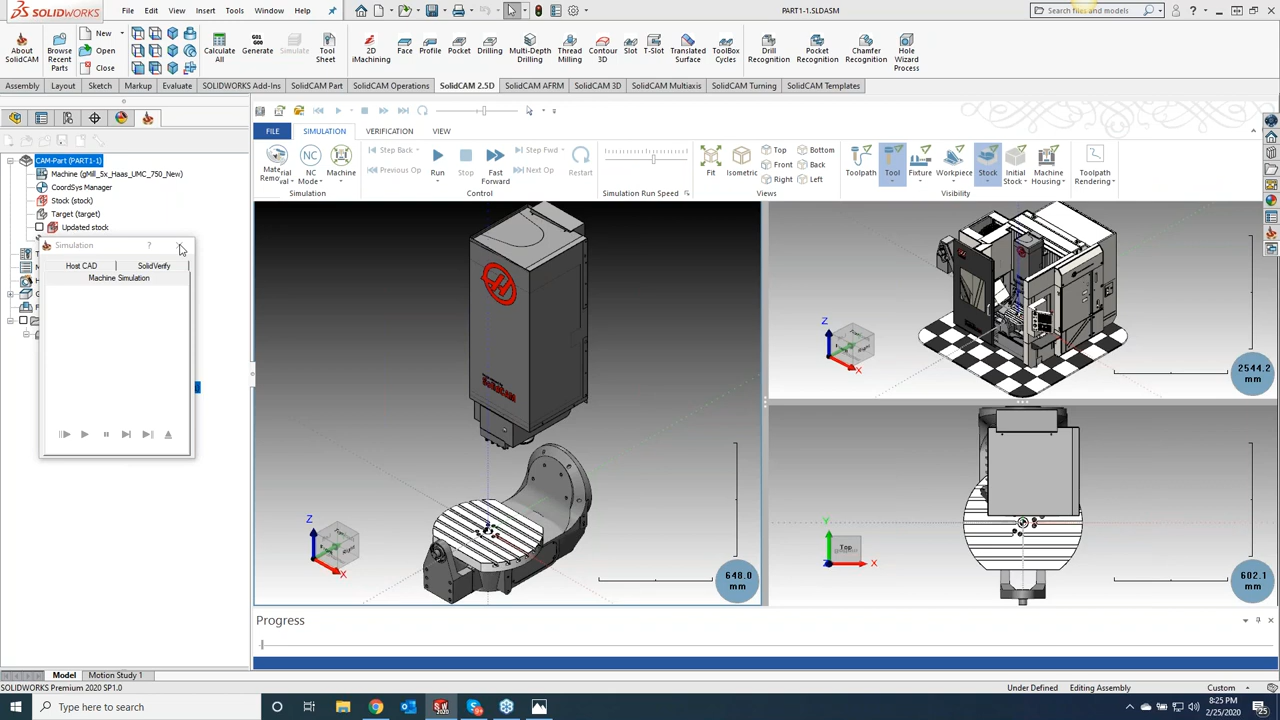 SOLIDWORKS File Edit View Insert Tools Window Help
PART1-1.SLDASM
Search files and models
About SolidCAM
Browse Recent Parts
New
Open
Close
Calculate All
Generate
Simulate
Tool Sheet
2D iMachining
Face
Profile
Pocket
Drilling
Multi-Depth Drilling
Thread Milling
Contour 3D
Slot
T-Slot
Translated Surface
ToolBox Cycles
Drill Recognition
Pocket Recognition
Chamfer Recognition
Hole Wizard Process
Assembly Layout Sketch Markup Evaluate SOLIDWORKS Add-Ins SolidCAM Part SolidCAM Operations SolidCAM 2.5D SolidCAM AFRM SolidCAM 3D SolidCAM Multiaxis SolidCAM Turning SolidCAM Templates
FILE SIMULATION VERIFICATION VIEW
CAM-Part (PART1-1)
Machine (gMill_5x_Haas_UMC_750_New)
CoordSys Manager
Stock (stock)
Target (target)
Updated stock
Material Removal
NC Mode
Machine
Simulation
Step Back
Previous Op
Run
Stop
Fast Forward
Step Fwd
Next Op
Restart
Control
Simulation Run Speed
Fit
Isometric
Top
Front
Right
Bottom
Back
Left
Views
Toolpath
Tool
Fixture
Workpiece
Stock
Initial Stock
Machine Housing
Visibility
Toolpath Rendering
Simulation ?
Host CAD SolidVerify
Machine Simulation
SolidCAM
Z
X
648.0 mm
Z
X
2544.2 mm
Y
Z
X
Top
602.1 mm
Progress
Model Motion Study 1
SOLIDWORKS Premium 2020 SP1.0
Under Defined Editing Assembly Custom
Type here to search
8:25 PM
2/25/2020